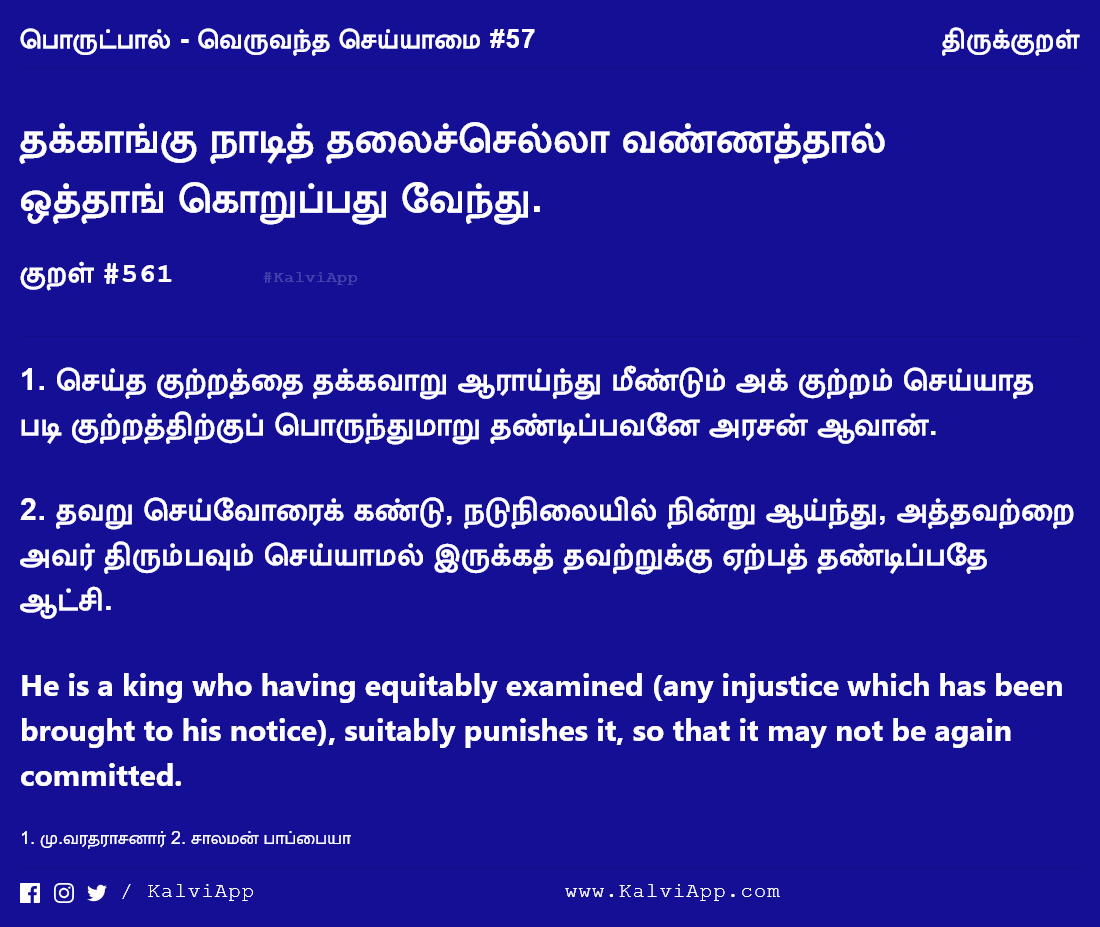 பொருட்பால் - வெருவந்த செய்யாமை #57 திருக்குறள்
தக்காங்கு நாடித் தலைச்செல்லா வண்ணத்தால்
ஒத்தாங் கொறுப்பது வேந்து.
குறள் #561 #KalviApp
1. செய்த குற்றத்தை தக்கவாறு ஆராய்ந்து மீண்டும் அக் குற்றம் செய்யாத
படி குற்றத்திற்குப் பொருந்துமாறு தண்டிப்பவனே அரசன் ஆவான்.
2. தவறு செய்வோரைக் கண்டு, நடுநிலையில் நின்று ஆய்ந்து, அத்தவற்றை
அவர் திரும்பவும் செய்யாமல் இருக்கத் தவற்றுக்கு ஏற்பத் தண்டிப்பதே
ஆட்சி.
He is a king who having equitably examined (any injustice which has been
brought to his notice), suitably punishes it, so that it may not be again
committed.
1. மு.வரதராசனார் 2. சாலமன் பாப்பையா
/ KalviApp www.KalviApp.com